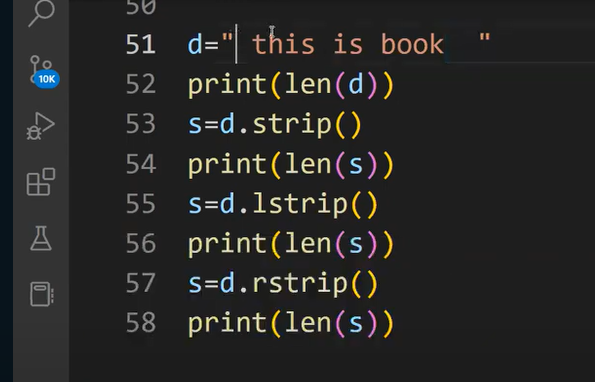 50
51 d=" this is book  "
52 print(len(d))
53 s=d.strip()
10K
54 print(len(s))
55 s=d.lstrip()
56 print(len(s))
57 s=d.rstrip()
58 print(len(s))